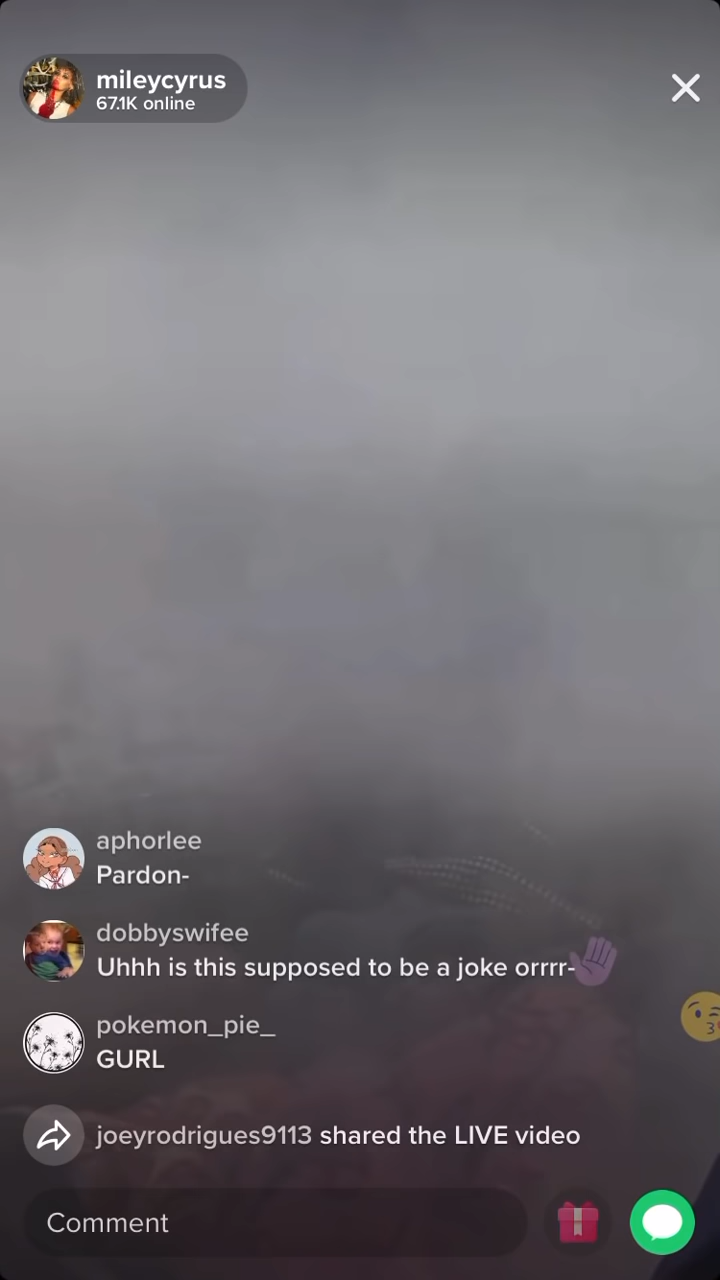 mileycyrus
67.1K online
aphorlee
Pardon-
dobbyswifee
Uhhh is this supposed to be a joke orrrr-
pokemon_pie_
GURL
joeyrodrigues9113 shared the LIVE video
Comment